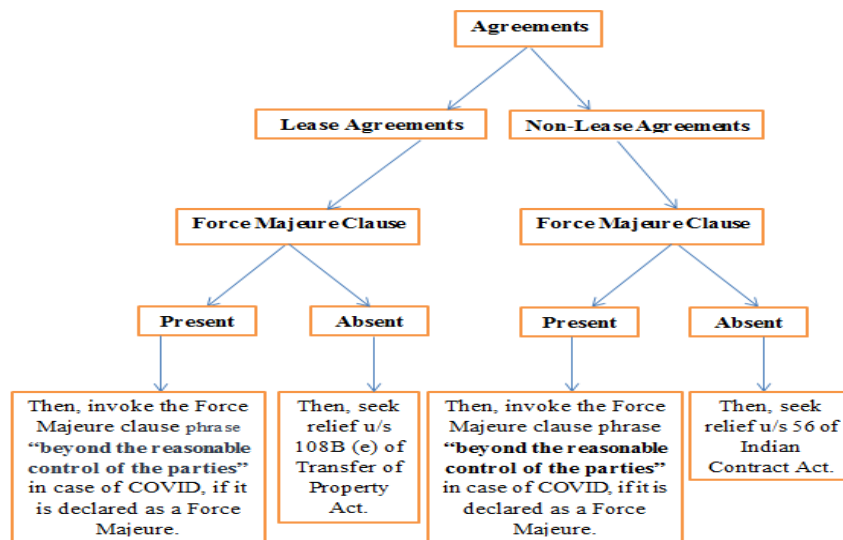 Agreements
Lease Agreements
Non-Lease Agreements
Force Majeure Clause
Force Majeure Clause
Present
Absent
Present
Absent
Then, invoke the Force
Majeure clause phrase
“beyond the reasonable
control of the parties”
in case of COVID, if it
is declared as a Force
Majeure.
Then, seek
relief u/s
108B (e) of
Transfer of
Property
Act.
Then, invoke the Force
Majeure clause phrase
“beyond the reasonable
control of the parties”
in case of COVID, if it is
declared as a Force
Majeure.
Then, seek
relief u/s 56 of
Indian
Contract Act.